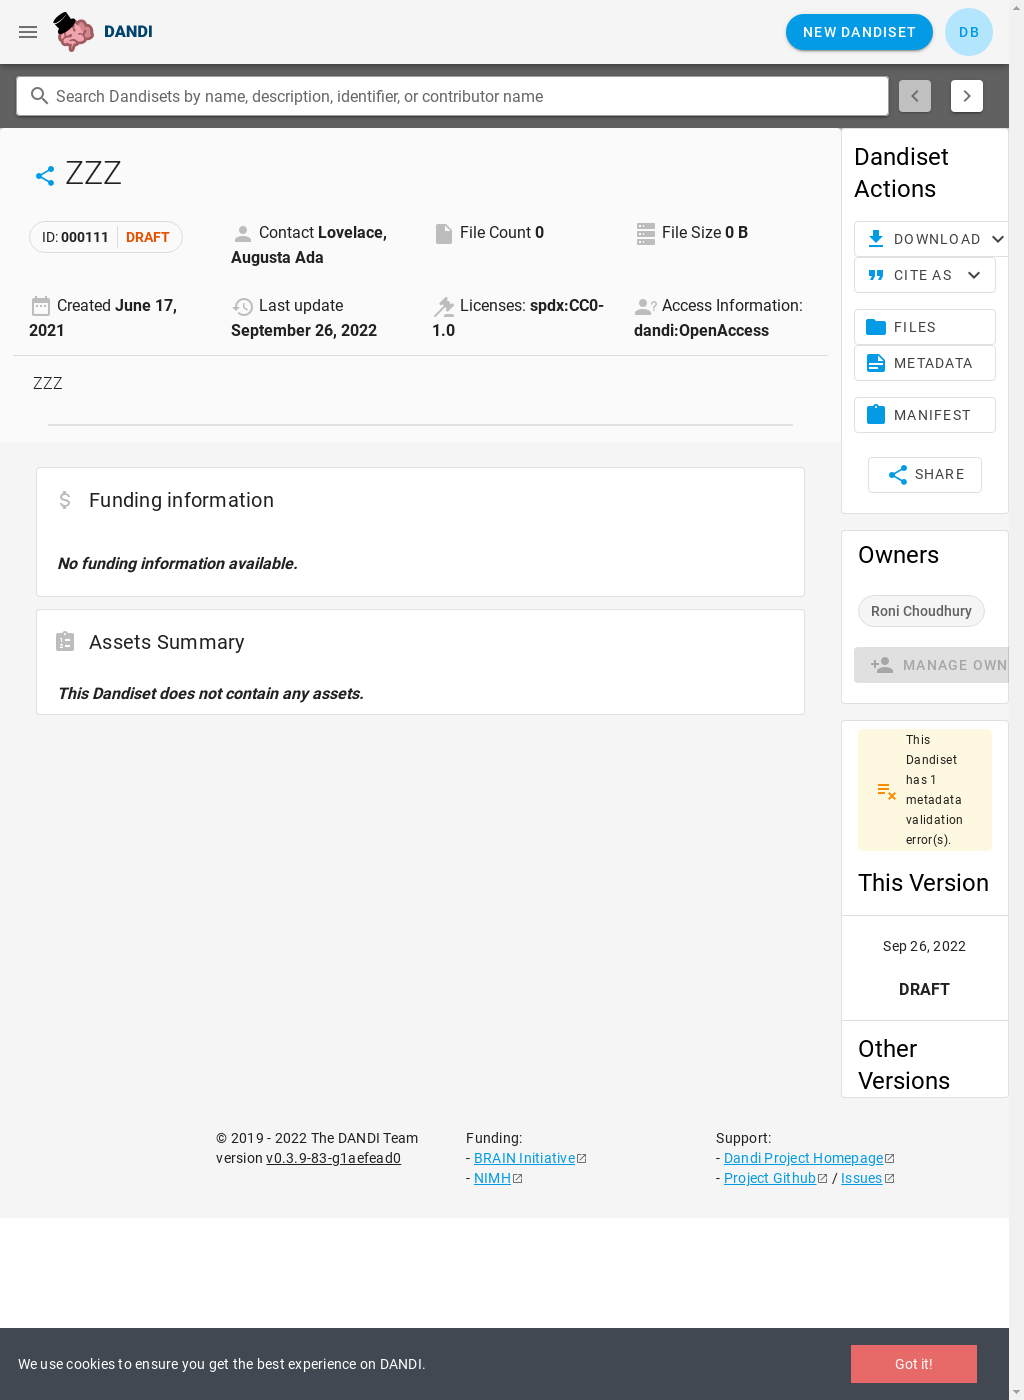 DANDI
NEW DANDISET
DB
Search Dandisets by name, description, identifier, or contributor name
ZZZ
ID: 000111 DRAFT
Contact Lovelace,
Augusta Ada
File Count 0
File Size 0 B
Created June 17,
2021
Last update
September 26, 2022
Licenses: spdx:CC0-
1.0
Access Information:
dandi:OpenAccess
ZZZ
Funding information
No funding information available.
Assets Summary
This Dandiset does not contain any assets.
Dandiset
Actions
DOWNLOAD
CITE AS
FILES
METADATA
MANIFEST
SHARE
Owners
Roni Choudhury
MANAGE OWN
This
Dandiset
has 1
metadata
validation
error(s).
This Version
Sep 26, 2022
DRAFT
Other
Versions
© 2019 - 2022 The DANDI Team
version v0.3.9-83-g1aefead0
Funding:
- BRAIN Initiative
- NIMH
Support:
- Dandi Project Homepage
- Project Github / Issues
We use cookies to ensure you get the best experience on DANDI.
Got it!